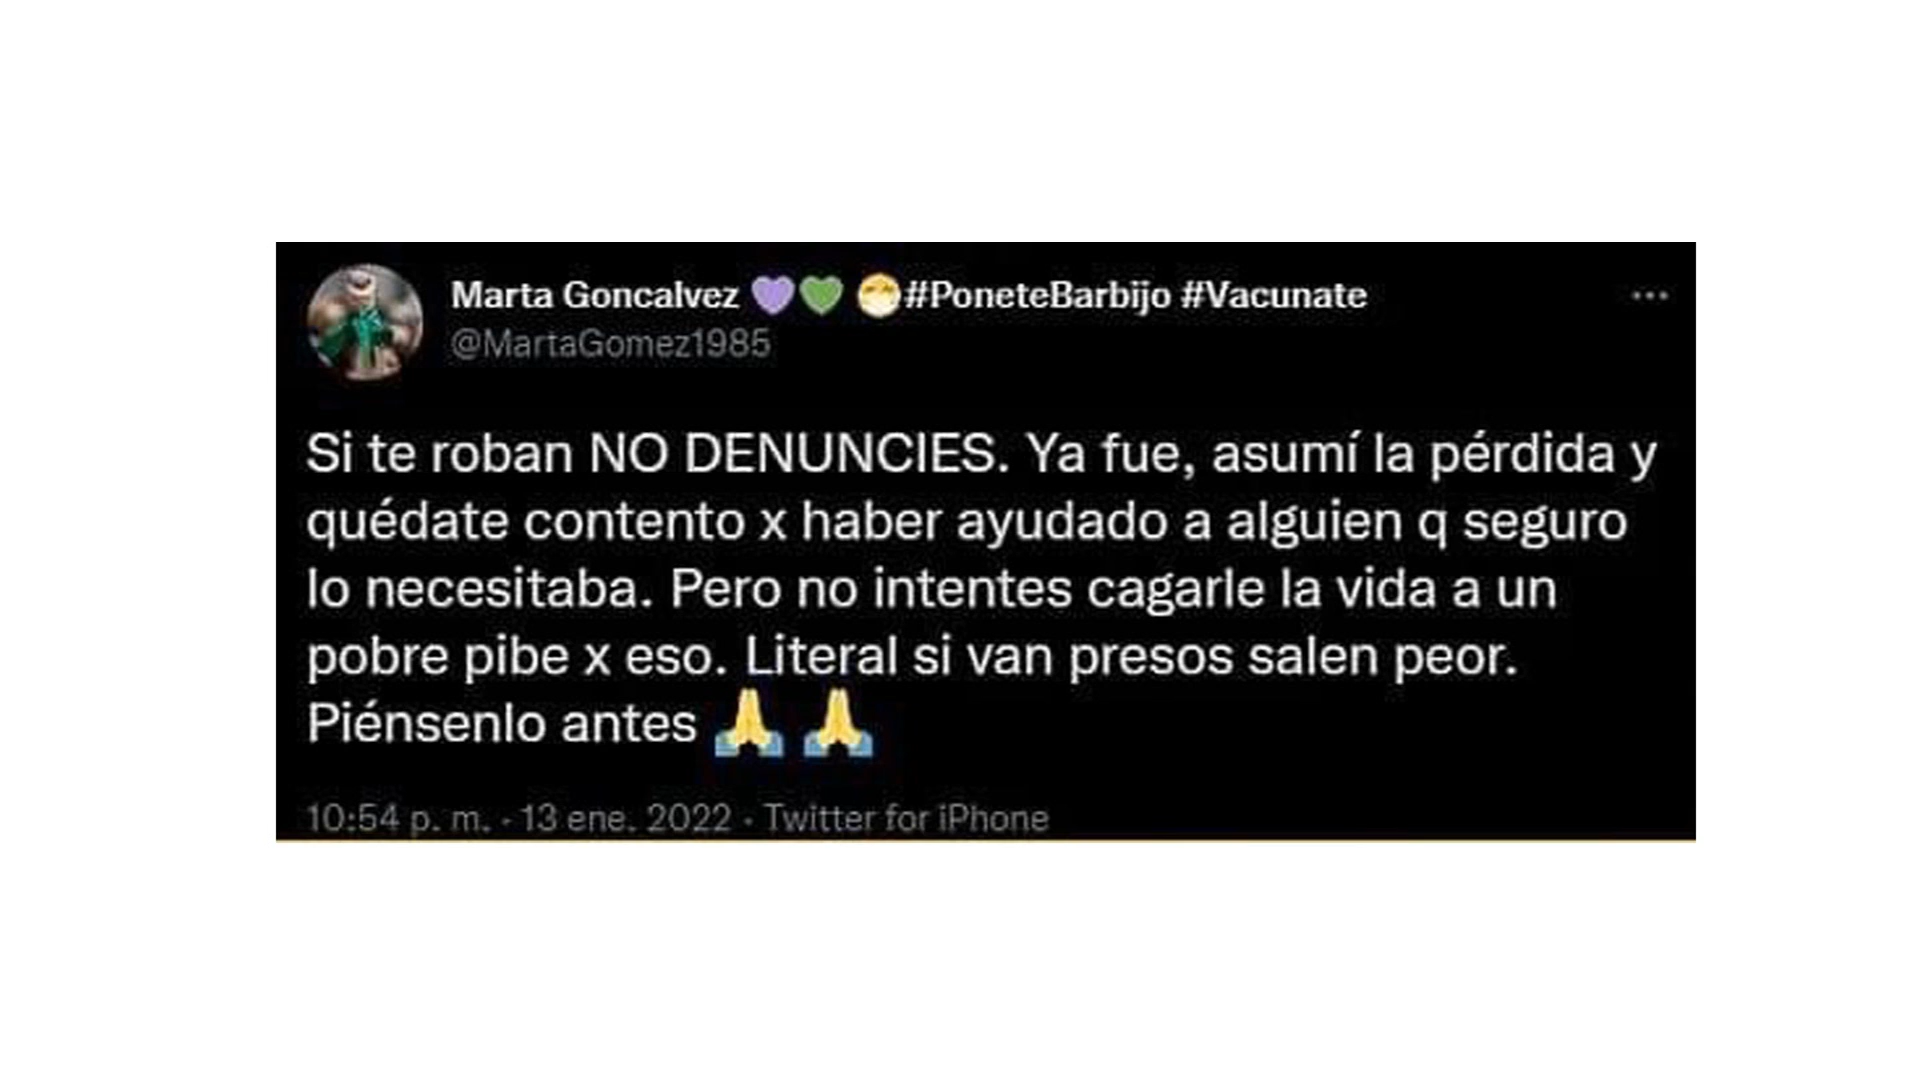 Marta Goncalvez 💜💚 😷#PoneteBarbijo #Vacunate
@MartaGomez1985
Si te roban NO DENUNCIES. Ya fue, asumí la pérdida y
quédate contento x haber ayudado a alguien q seguro
lo necesitaba. Pero no intentes cagarle la vida a un
pobre pibe x eso. Literal si van presos salen peor.
Piénsenlo antes 🙏 🙏
10:54 p. m. · 13 ene. 2022 · Twitter for iPhone